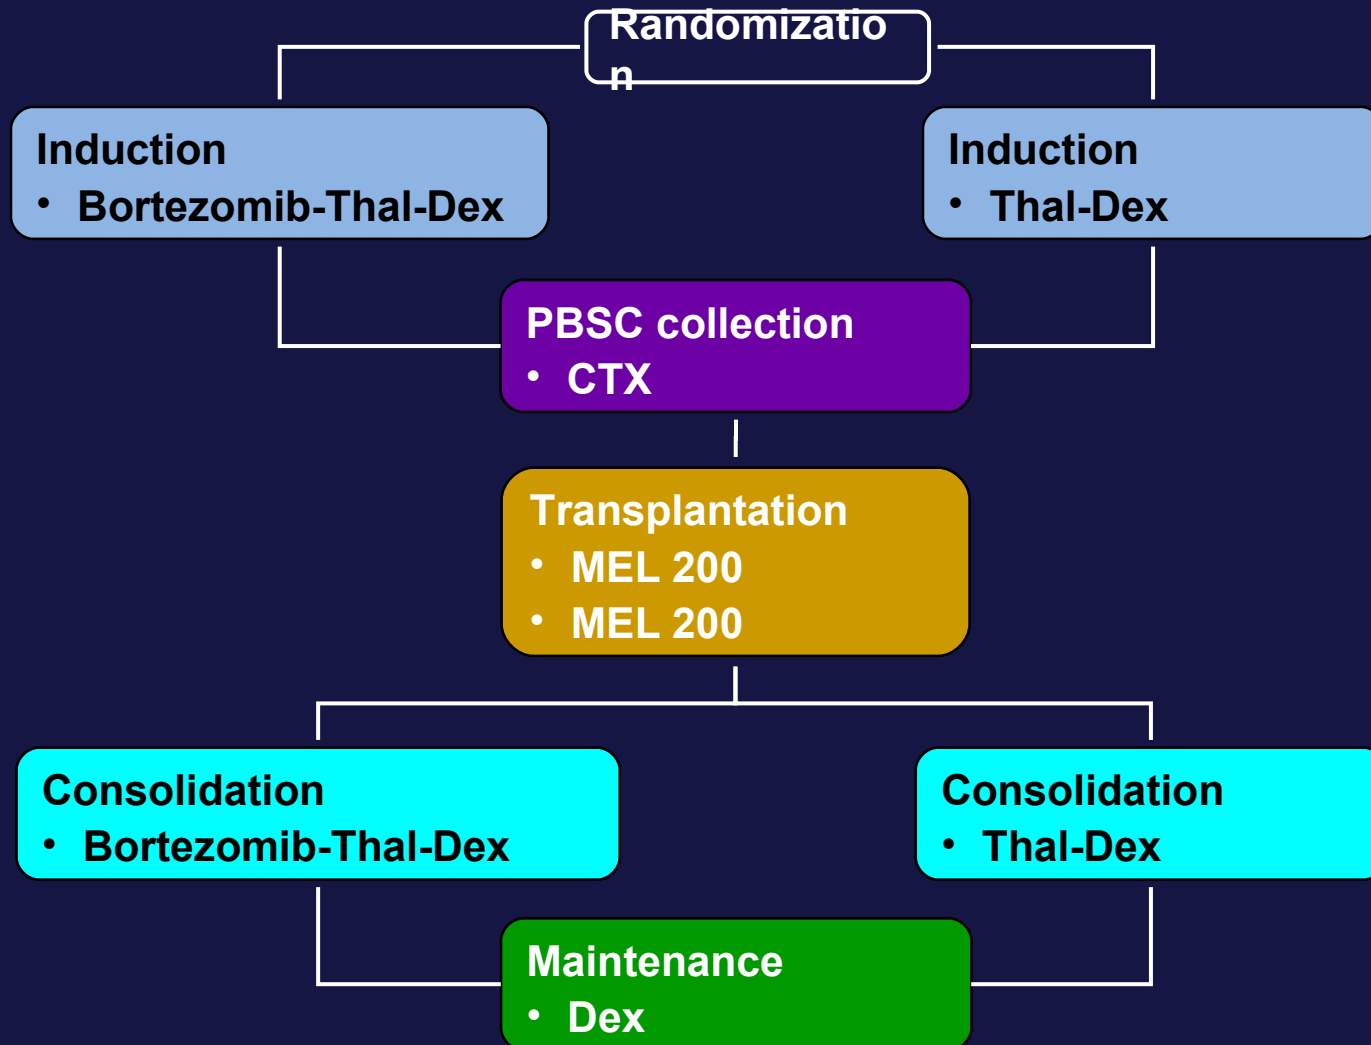 Randomizatio
n
Induction
• Bortezomib-Thal-Dex
Induction
• Thal-Dex
PBSC collection
• CTX
Transplantation
• MEL 200
• MEL 200
Consolidation
• Bortezomib-Thal-Dex
Consolidation
• Thal-Dex
Maintenance
• Dex